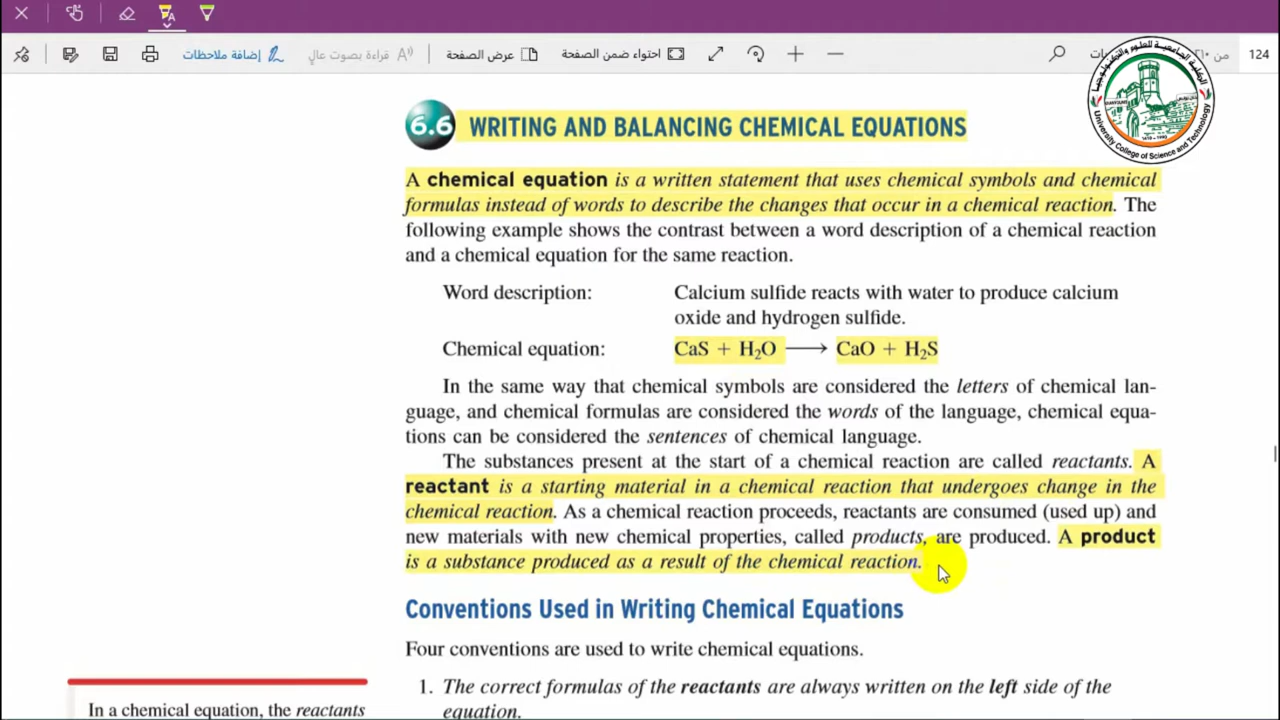 إضافة ملاحظات
قراءة بصوت عالٍ
عرض الصفحة
احتواء ضمن الصفحة
من
124
الكلية الجامعية للعلوم والتكنولوجيا
University College of Science and Technology
6.6 WRITING AND BALANCING CHEMICAL EQUATIONS
A chemical equation is a written statement that uses chemical symbols and chemical
formulas instead of words to describe the changes that occur in a chemical reaction. The
following example shows the contrast between a word description of a chemical reaction
and a chemical equation for the same reaction.
Word description: Calcium sulfide reacts with water to produce calcium
oxide and hydrogen sulfide.
Chemical equation: CaS + H₂O ⟶ CaO + H₂S
In the same way that chemical symbols are considered the letters of chemical lan-
guage, and chemical formulas are considered the words of the language, chemical equa-
tions can be considered the sentences of chemical language.
The substances present at the start of a chemical reaction are called reactants. A
reactant is a starting material in a chemical reaction that undergoes change in the
chemical reaction. As a chemical reaction proceeds, reactants are consumed (used up) and
new materials with new chemical properties, called products, are produced. A product
is a substance produced as a result of the chemical reaction.
Conventions Used in Writing Chemical Equations
Four conventions are used to write chemical equations.
1. The correct formulas of the reactants are always written on the left side of the
equation.
In a chemical equation, the reactants